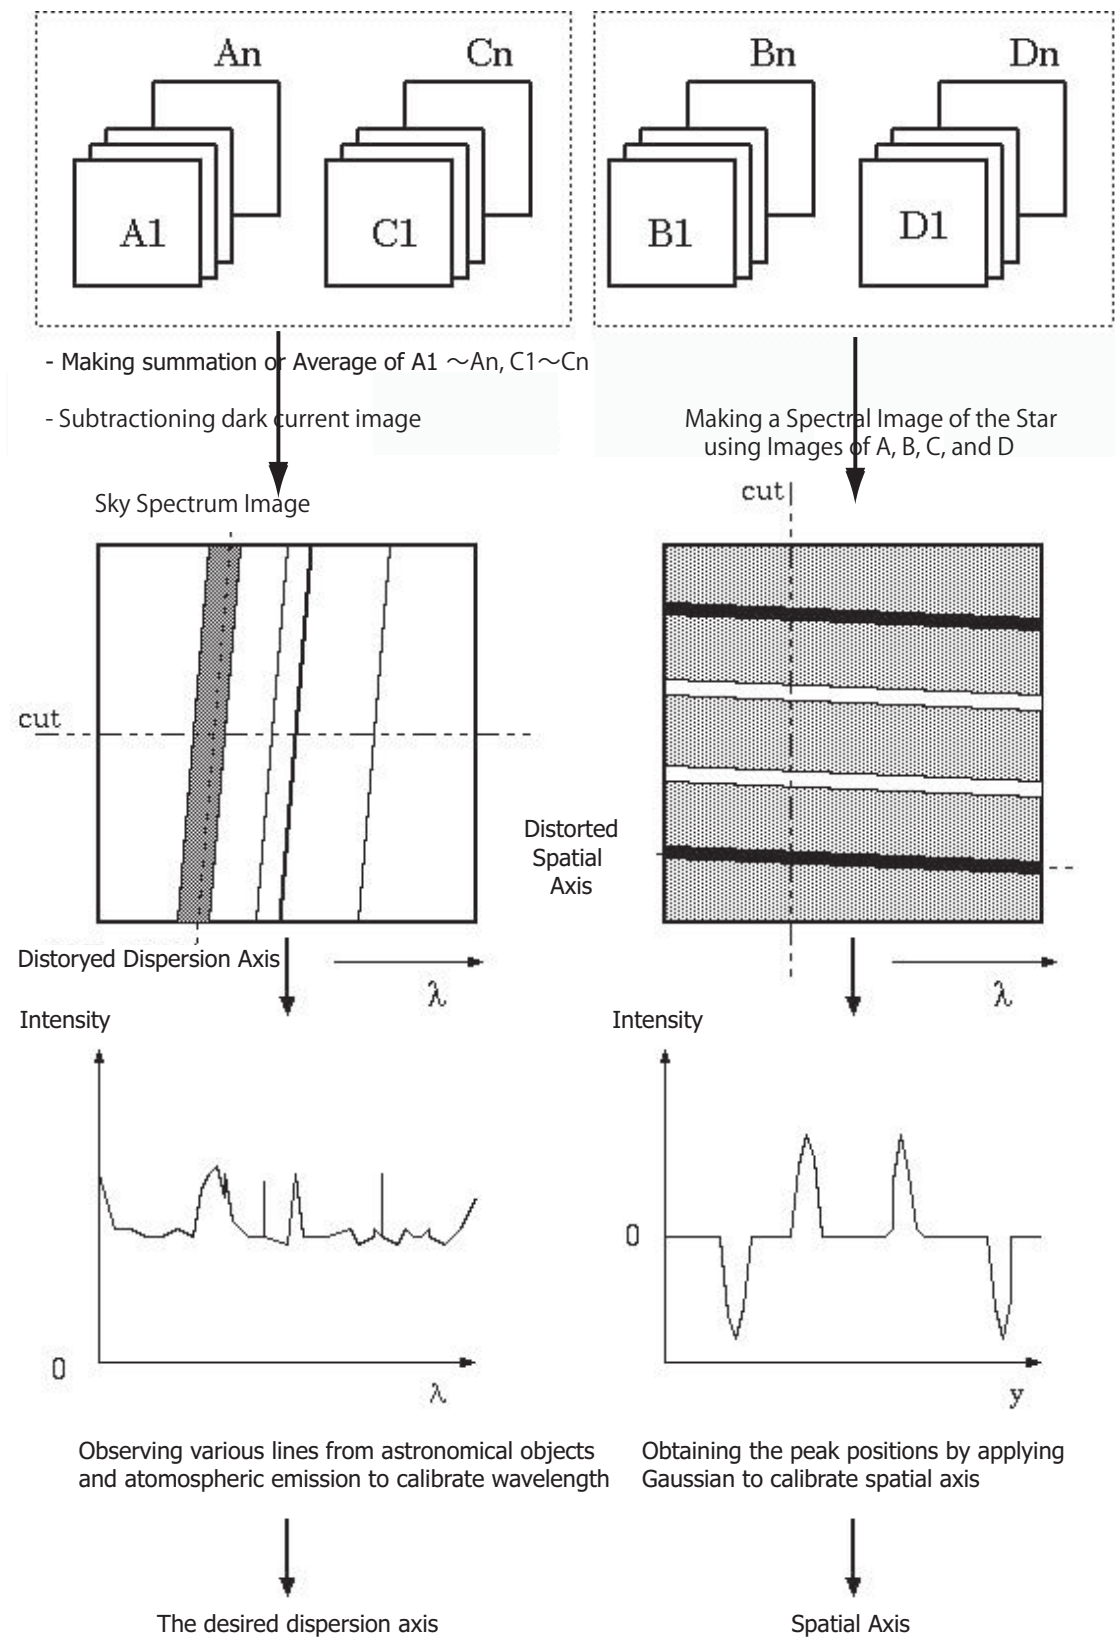 An
Cn
A1
C1
Bn
Dn
B1
D1
- Making summation or Average of A1 ～An, C1～Cn
- Subtractioning dark current image
Making a Spectral Image of the Star
using Images of A, B, C, and D
Sky Spectrum Image
cut
cut
Distoryed Dispersion Axis
λ
Distorted
Spatial
Axis
λ
Intensity
0
λ
Intensity
0
y
Observing various lines from astronomical objects
and atomospheric emission to calibrate wavelength
Obtaining the peak positions by applying
Gaussian to calibrate spatial axis
The desired dispersion axis
Spatial Axis